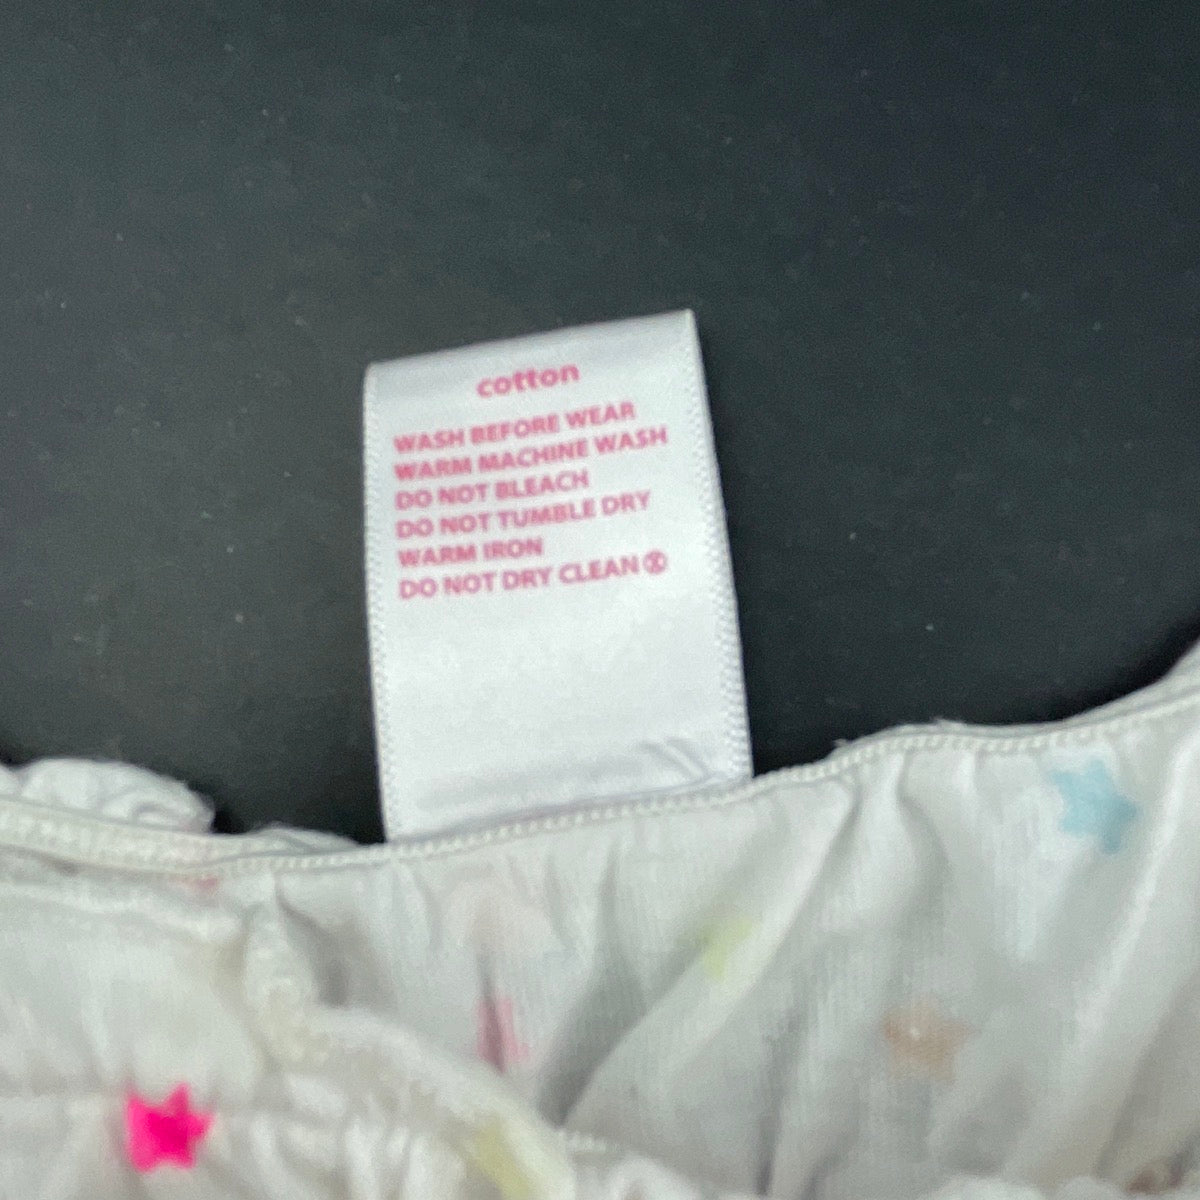 cotton
WASH BEFORE WEAR
WARM MACHINE WASH
DO NOT BLEACH
DO NOT TUMBLE DRY
WARM IRON
DO NOT DRY CLEAN Ⓧ